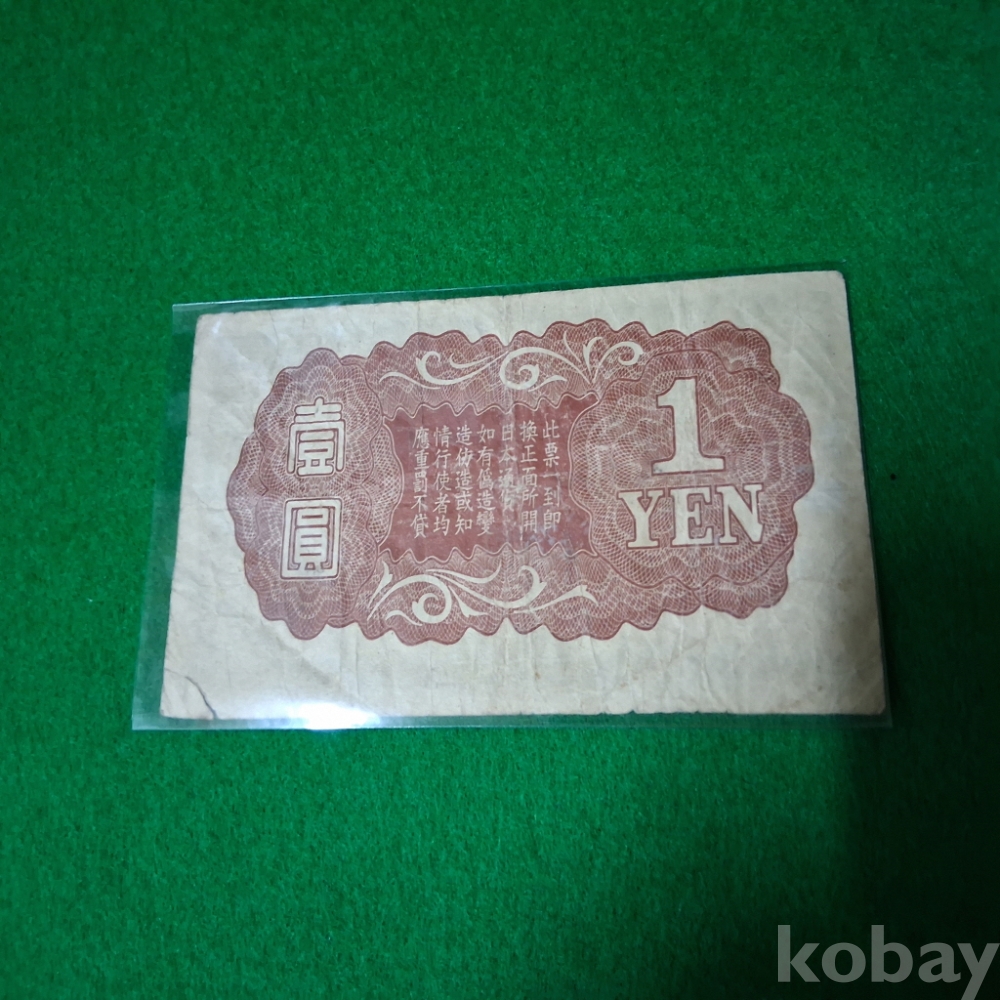 壹圓
此票一到即
換正面所開
日本通貨
如有偽造變
造仿造或知
情行使者均
應重罰不貸
1
YEN
kobay